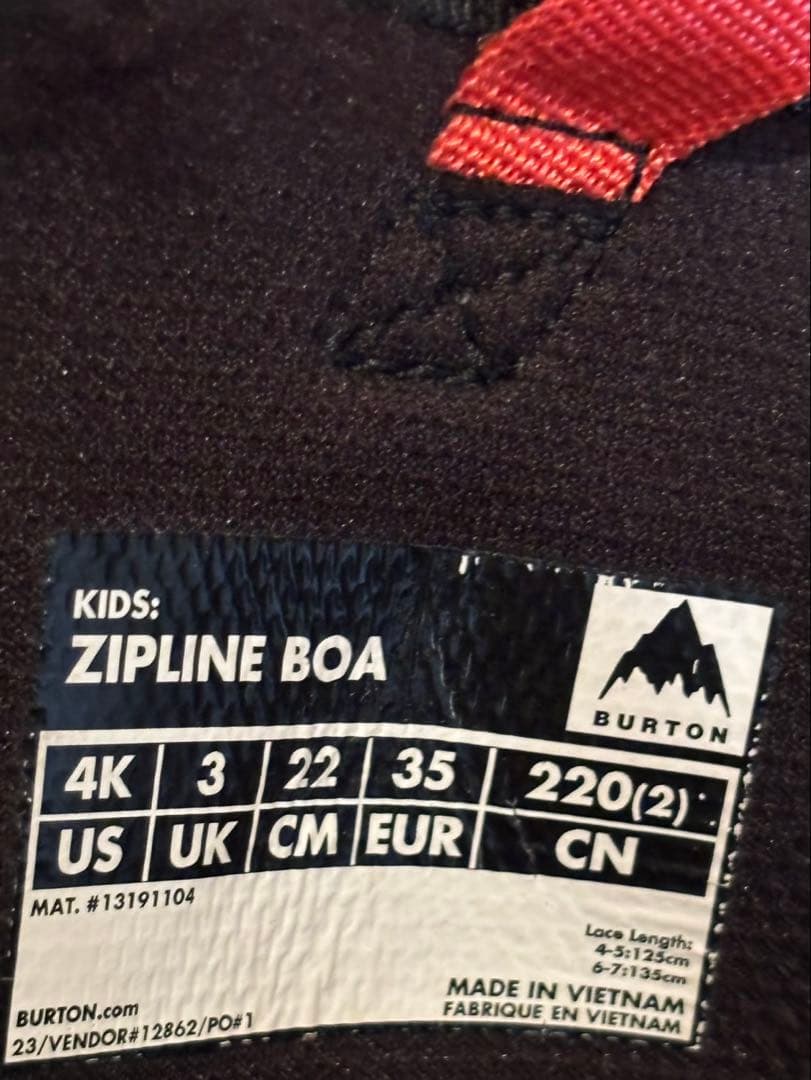 KIDS:
ZIPLINE BOA
BURTON
4K 3 22 35 220(2)
US UK CM EUR CN
MAT. #13191104
Lace Length:
4-5:125cm
6-7:135cm
MADE IN VIETNAM
FABRIQUE EN VIETNAM
BURTON.com
23/VENDOR#12862/PO#1